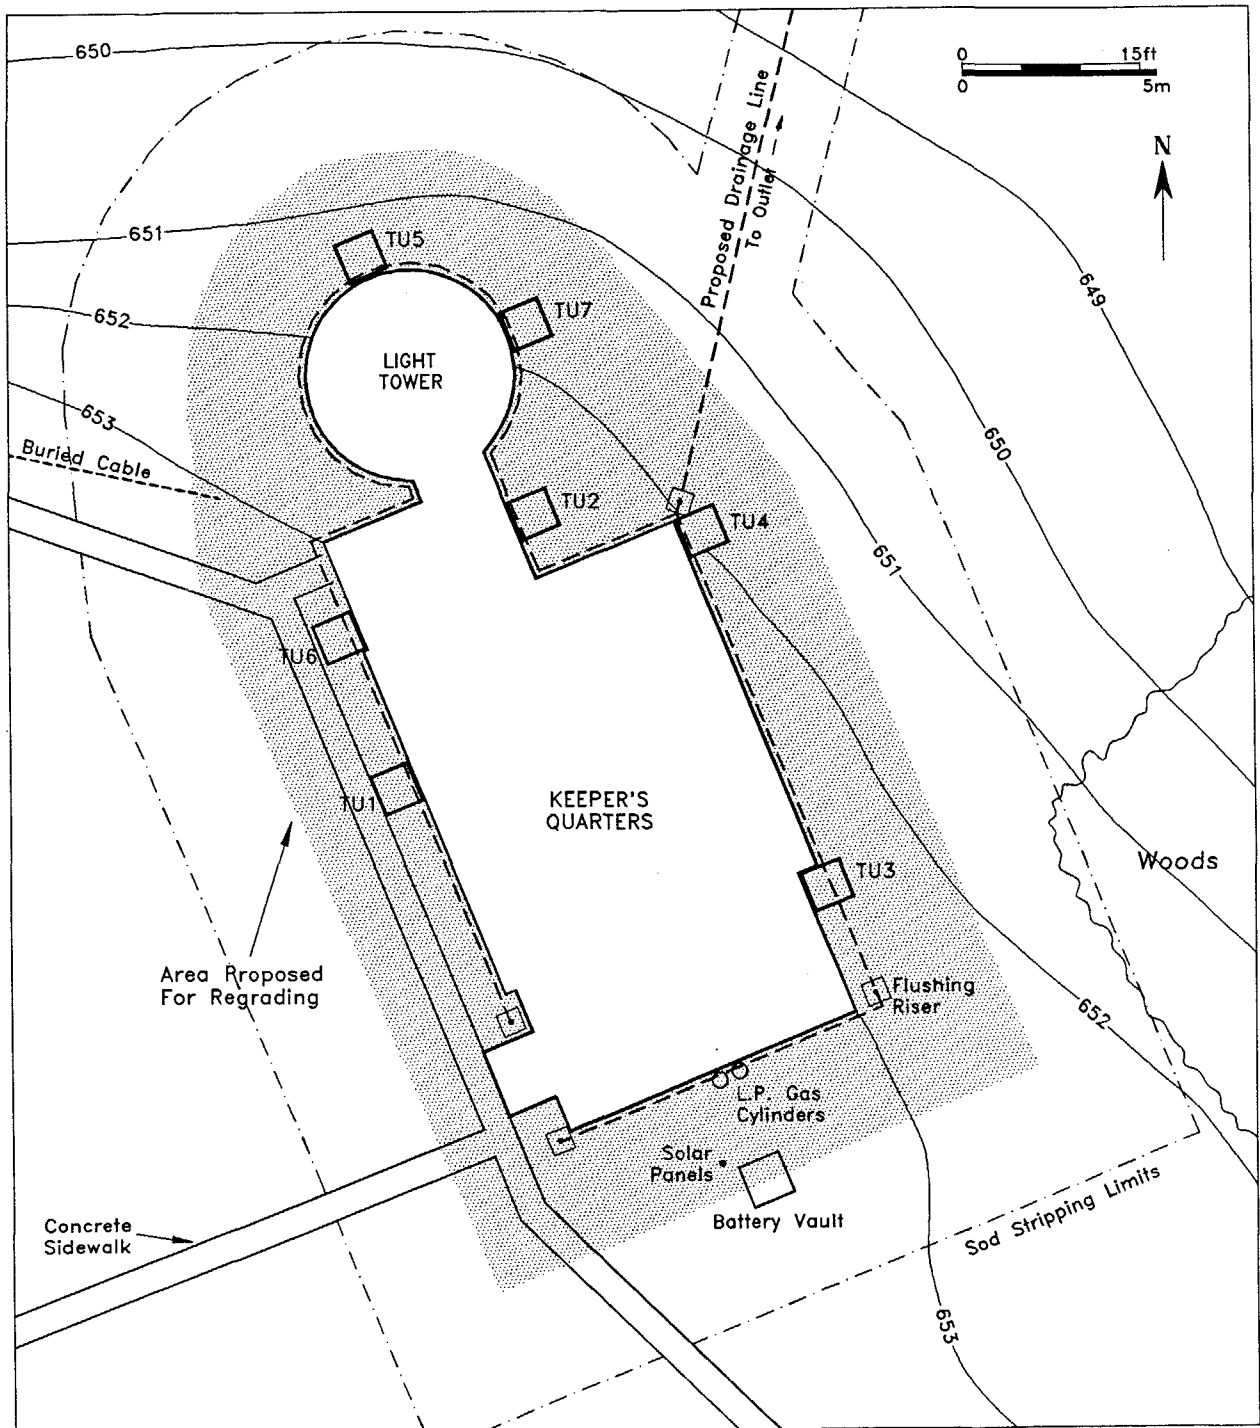 650
0 15ft
0 5m
N
Proposed Drainage Line
To Outlet
651
TU5
649
TU7
652
LIGHT
TOWER
653
Buried Cable
650
TU2
TU4
651
TU6
KEEPER'S
QUARTERS
TU1
Woods
TU3
Area Proposed
For Regrading
Flushing
Riser
652
L.P. Gas
Cylinders
Solar
Panels
Battery Vault
Sod Stripping Limits
Concrete
Sidewalk
653